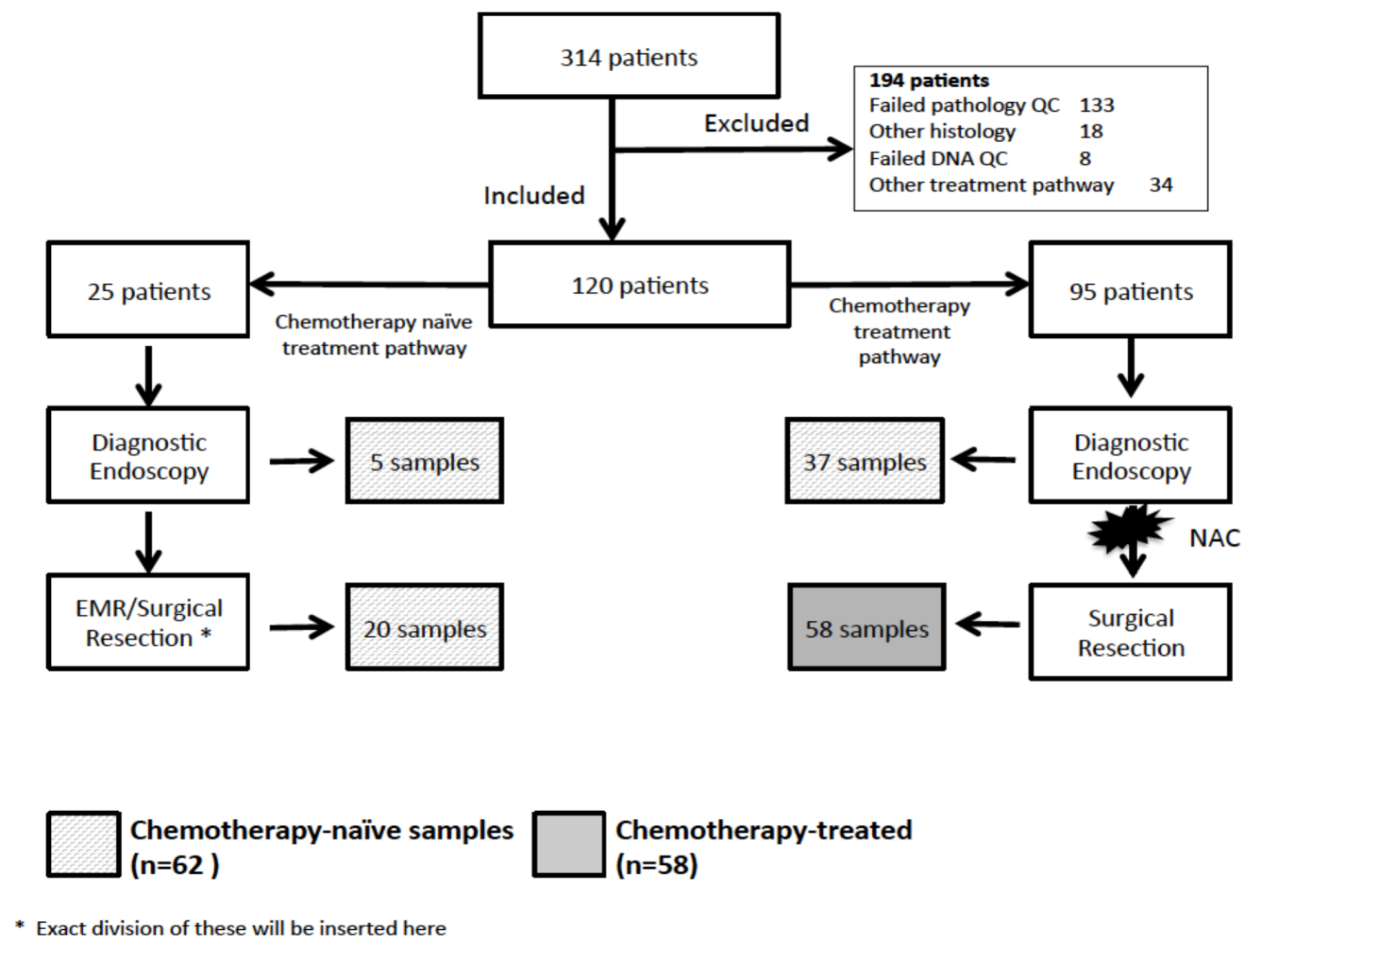 314 patients
194 patients
Failed pathology QC 133
Other histology 18
Failed DNA QC 8
Other treatment pathway 34
Excluded
Included
25 patients
120 patients
95 patients
Chemotherapy naïve
treatment pathway
Chemotherapy
treatment
pathway
Diagnostic
Endoscopy
5 samples
37 samples
Diagnostic
Endoscopy
NAC
EMR/Surgical
Resection *
20 samples
58 samples
Surgical
Resection
Chemotherapy-naïve samples
(n=62 )
Chemotherapy-treated
(n=58)
* Exact division of these will be inserted here